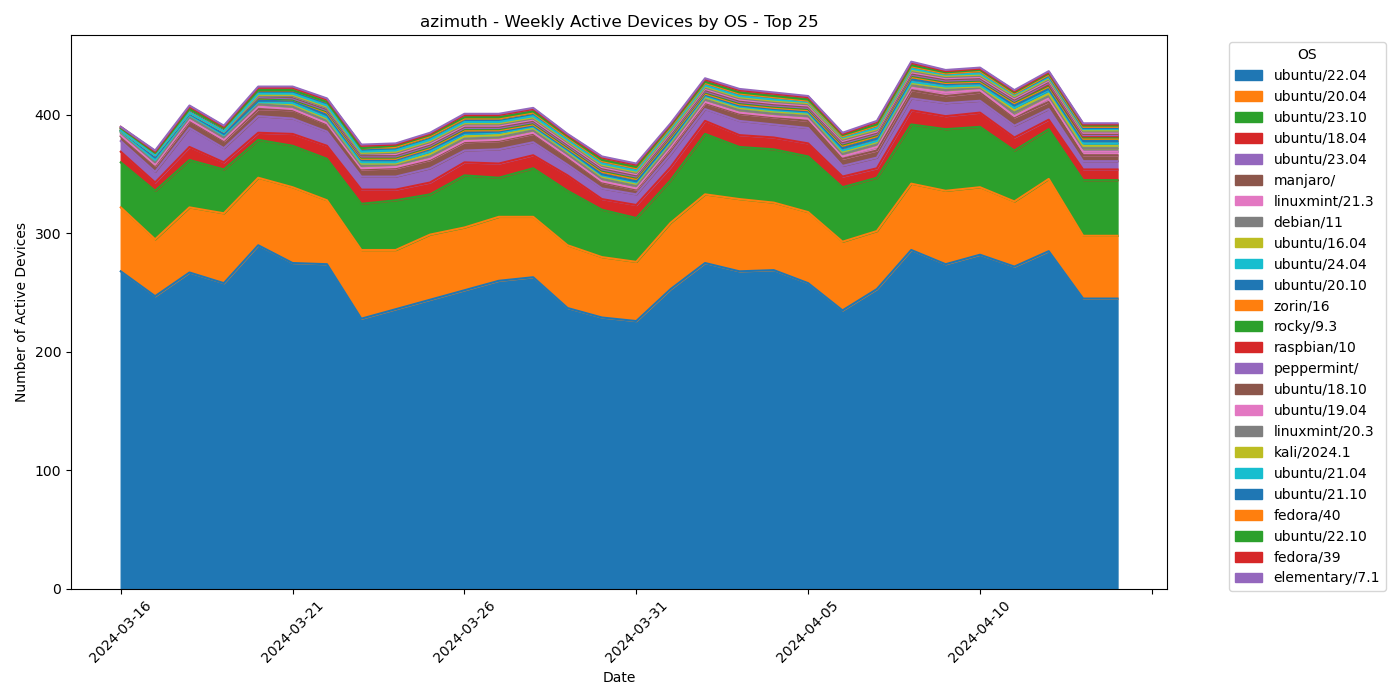 azimuth - Weekly Active Devices by OS - Top 25
Number of Active Devices
400
300
200
100
0
2024-03-16
2024-03-21
2024-03-26
2024-03-31
2024-04-05
2024-04-10
Date
OS
ubuntu/22.04
ubuntu/20.04
ubuntu/23.10
ubuntu/18.04
ubuntu/23.04
manjaro/
linuxmint/21.3
debian/11
ubuntu/16.04
ubuntu/24.04
ubuntu/20.10
zorin/16
rocky/9.3
raspbian/10
peppermint/
ubuntu/18.10
ubuntu/19.04
linuxmint/20.3
kali/2024.1
ubuntu/21.04
ubuntu/21.10
fedora/40
ubuntu/22.10
fedora/39
elementary/7.1